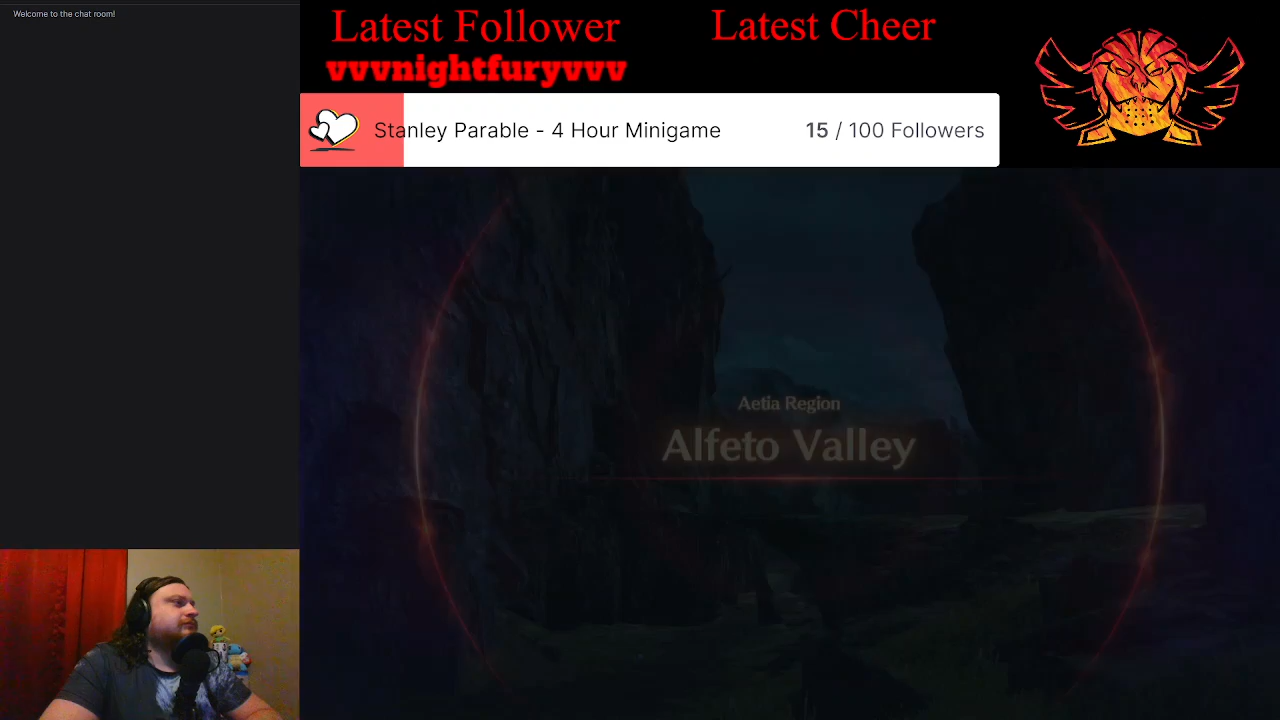 Welcome to the chat room!
Latest Follower
vvvnightfuryvvv
Latest Cheer
Stanley Parable - 4 Hour Minigame
15 / 100 Followers
Aetia Region
Alfeto Valley